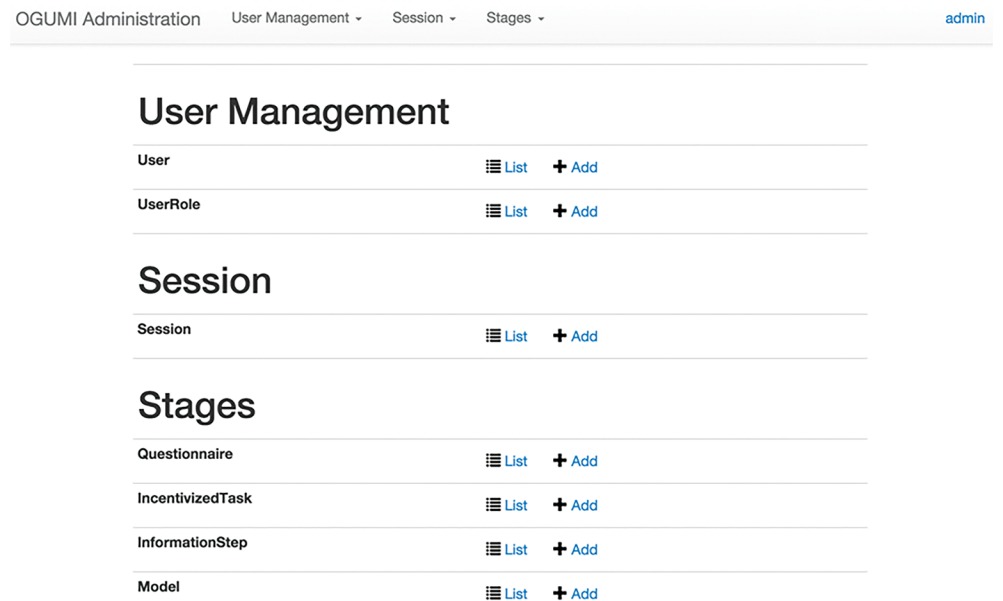 OGUMI Administration User Management Session Stages admin
User Management
User List Add
UserRole List Add
Session
Session List Add
Stages
Questionnaire List Add
IncentivizedTask List Add
InformationStep List Add
Model List Add